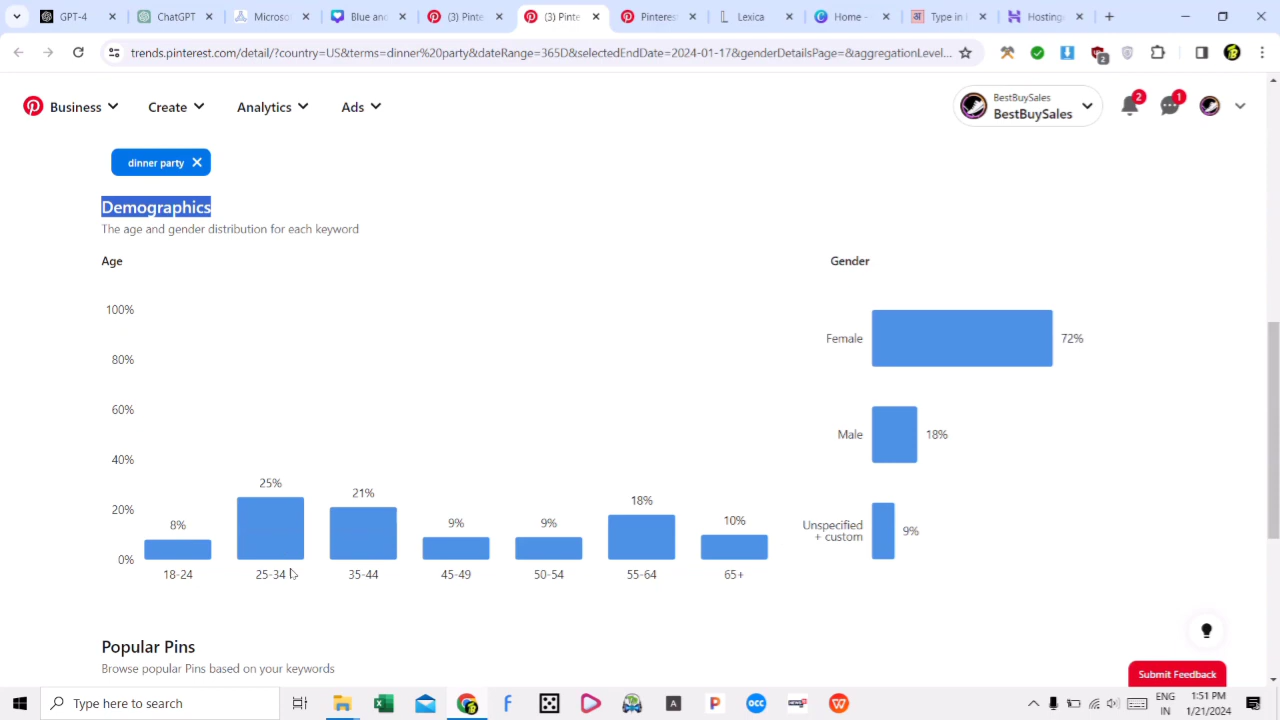 GPT-4
ChatGPT
Microso
Blue and
(3) Pinte
(3) Pinte
Pinteres
Lexica
Home -
Type in
Hosting
trends.pinterest.com/detail/?country=US&terms=dinner%20party&dateRange=365D&selectedEndDate=2024-01-17&genderDetailsPage=&aggregationLevel...
2
Business
Create
Analytics
Ads
BestBuySales
BestBuySales
2
1
dinner party
Demographics
The age and gender distribution for each keyword
Age
Gender
100%
80%
60%
40%
20%
0%
8%
25%
21%
9%
9%
18%
10%
18-24
25-34
35-44
45-49
50-54
55-64
65+
Female
72%
Male
18%
Unspecified
+ custom
9%
Popular Pins
Browse popular Pins based on your keywords
Submit Feedback
Type here to search
occ
ENG
IN
1:51 PM
1/21/2024